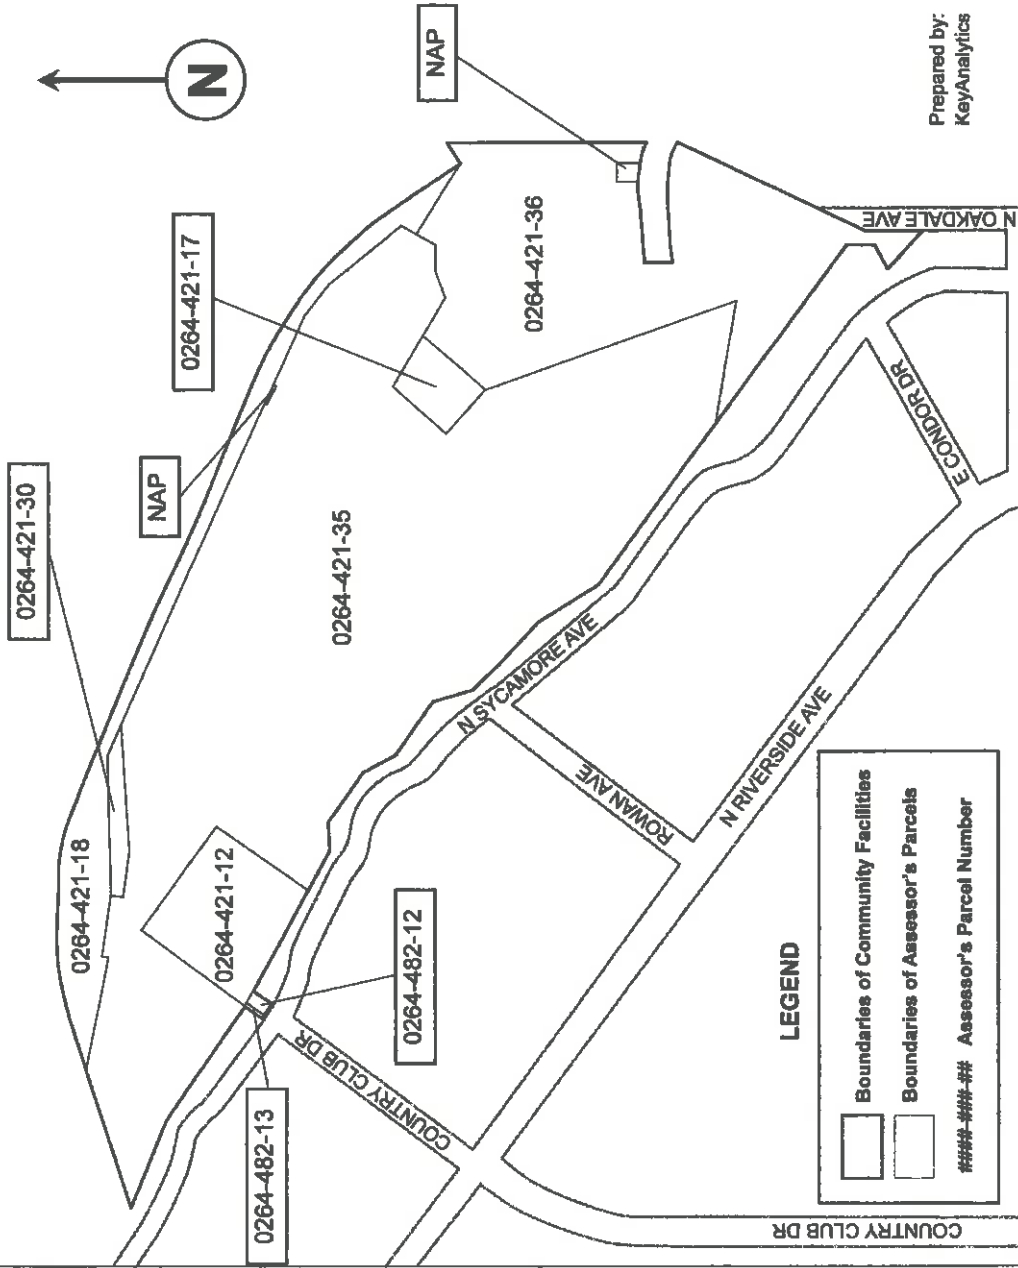 N
NAP
0264-421-17
0264-421-30
NAP
0264-421-36
0264-421-35
0264-421-18
0264-421-12
0264-482-12
0264-482-13
N OAKDALE AVE
E CONDOR DR
N SYCAMORE AVE
ROWAN AVE
N RIVERSIDE AVE
COUNTRY CLUB DR
COUNTRY CLUB DR
LEGEND
Boundaries of Community Facilities
Boundaries of Assessor's Parcels
####-###-## Assessor's Parcel Number
Prepared by:
KeyAnalytics